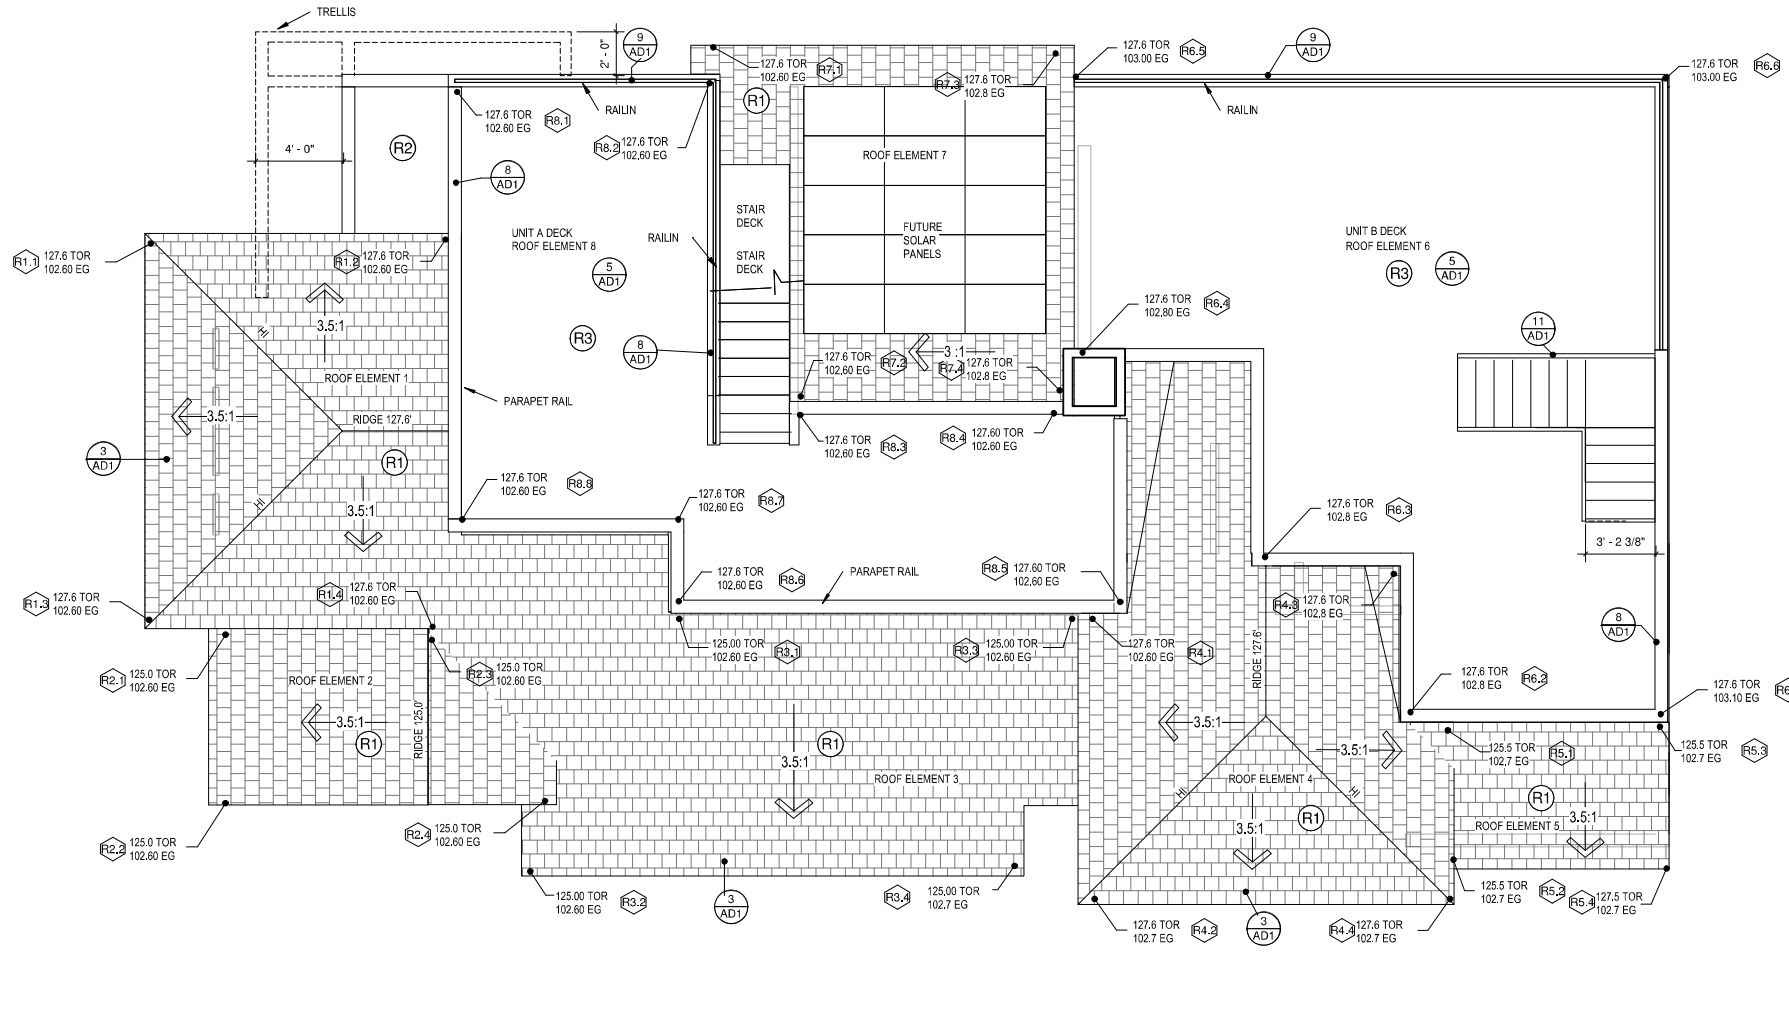 TRELLIS
2' - 0"
9
AD1
127.6 TOR
102.60 EG
R7.1
R1
R7.3
127.6 TOR
102.8 EG
127.6 TOR
103.00 EG
R6.5
9
AD1
127.6 TOR
103.00 EG
R6.6
RAILIN
RAILIN
127.6 TOR
102.60 EG
R8.1
R8.2
127.6 TOR
102.60 EG
4' - 0"
R2
8
AD1
ROOF ELEMENT 7
STAIR
DECK
FUTURE
SOLAR
PANELS
UNIT A DECK
ROOF ELEMENT 8
RAILIN
STAIR
DECK
5
AD1
UNIT B DECK
ROOF ELEMENT 6
R3
5
AD1
R1.1
127.6 TOR
102.60 EG
R1.2
127.6 TOR
102.60 EG
3.5:1
R3
8
AD1
127.6 TOR
102.80 EG
R6.4
11
AD1
127.6 TOR
102.60 EG
R7.2
3 :1
R7.4
127.6 TOR
102.8 EG
ROOF ELEMENT 1
3.5:1
RIDGE 127.6'
PARAPET RAIL
127.6 TOR
102.60 EG
R8.3
R8.4
127.60 TOR
102.60 EG
3
AD1
R1
HI
HI
3.5:1
127.6 TOR
102.60 EG
R8.8
127.6 TOR
102.60 EG
R8.7
127.6 TOR
102.8 EG
R6.3
3' - 2 3/8"
R1.3
127.6 TOR
102.60 EG
R1.4
127.6 TOR
102.60 EG
127.6 TOR
102.60 EG
R8.6
PARAPET RAIL
R8.5
127.60 TOR
102.60 EG
R4.3
127.6 TOR
102.8 EG
8
AD1
R2.1
125.0 TOR
102.60 EG
ROOF ELEMENT 2
R2.3
125.0 TOR
102.60 EG
125.00 TOR
102.60 EG
R3.1
R3.3
125.00 TOR
102.60 EG
127.6 TOR
102.60 EG
R4.1
RIDGE 127.6'
127.6 TOR
102.8 EG
R6.2
127.6 TOR
103.10 EG
R6
3.5:1
R1
RIDGE 125.0'
3.5:1
R1
ROOF ELEMENT 3
3.5:1
3.5:1
125.5 TOR
102.7 EG
R5.1
125.5 TOR
102.7 EG
R5.3
ROOF ELEMENT 4
HI
HI
R1
3.5:1
R1
ROOF ELEMENT 5
3.5:1
R2.2
125.0 TOR
102.60 EG
R2.4
125.0 TOR
102.60 EG
125.00 TOR
102.60 EG
R3.2
3
AD1
R3.4
125.00 TOR
102.7 EG
127.6 TOR
102.7 EG
R4.2
3
AD1
R4.4
127.6 TOR
102.7 EG
125.5 TOR
102.7 EG
R5.2
R5.4
127.5 TOR
102.7 EG